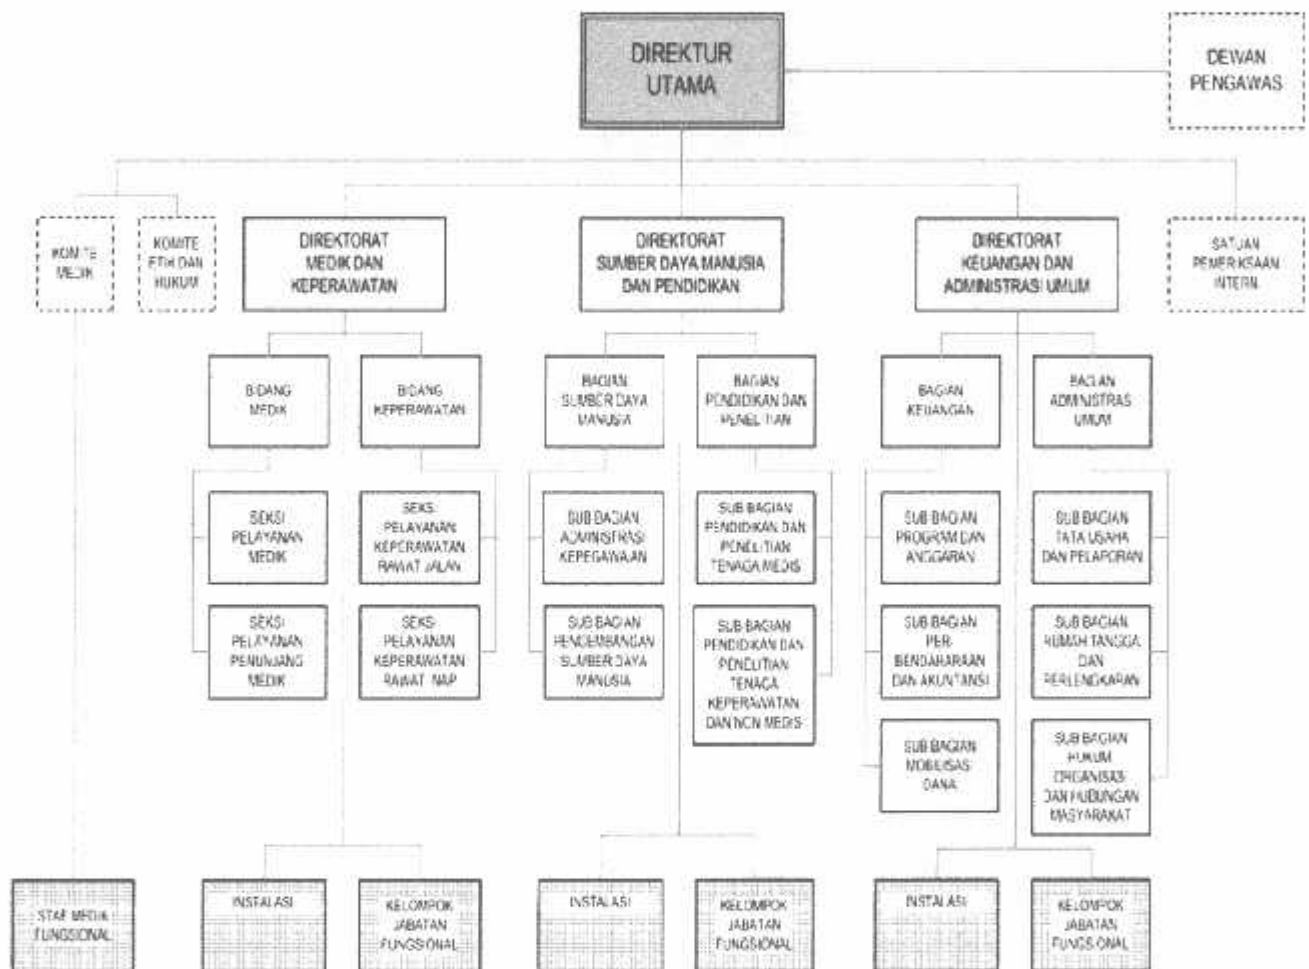 DIREKTUR
UTAMA
DEWAN
PENGAWAS
KOMITE
MEDIK
KOMITE
ETIK DAN
HUKUM
DIREKTORAT
MEDIK DAN
KEPERAWATAN
DIREKTORAT
SUMBER DAYA MANUSIA
DAN PENDIDIKAN
DIREKTORAT
KEUANGAN DAN
ADMINISTRASI UMUM
SATUAN
PEMERIKSAAN
INTERN
BIDANG
MEDIK
BIDANG
KEPERAWATAN
BAGIAN
SUMBER DAYA
MANUSIA
BAGIAN
PENDIDIKAN DAN
PENELITIAN
BAGIAN
KEUANGAN
BAGIAN
ADMINISTRASI
UMUM
SEKSI
PELAYANAN
MEDIK
SEKSI
PELAYANAN
KEPERAWATAN
RAWAT JALAN
SUB BAGIAN
ADMINISTRASI
KEPEGAWAIAN
SUB BAGIAN
PENDIDIKAN DAN
PENELITIAN
TENAGA MEDIS
SUB BAGIAN
PROGRAM DAN
ANGGARAN
SUB BAGIAN
TATA USAHA
DAN PELAPORAN
SEKSI
PELAYANAN
PENUNJANG
MEDIK
SEKSI
PELAYANAN
KEPERAWATAN
RAWAT INAP
SUB BAGIAN
PENGEMBANGAN
SUMBER DAYA
MANUSIA
SUB BAGIAN
PENDIDIKAN DAN
PENELITIAN
TENAGA
KEPERAWATAN
DAN NON MEDIS
SUB BAGIAN
PER-
BENDAHARAAN
DAN AKUNTANSI
SUB BAGIAN
RUMAH TANGGA
DAN
PERLENGKAPAN
SUB BAGIAN
MOBILISASI
DANA
SUB BAGIAN
HUKUM
ORGANISASI
DAN HUBUNGAN
MASYARAKAT
STAF MEDIK
FUNGSIONAL
INSTALASI
KELOMPOK
JABATAN
FUNGSIONAL
INSTALASI
KELOMPOK
JABATAN
FUNGSIONAL
INSTALASI
KELOMPOK
JABATAN
FUNGSIONAL